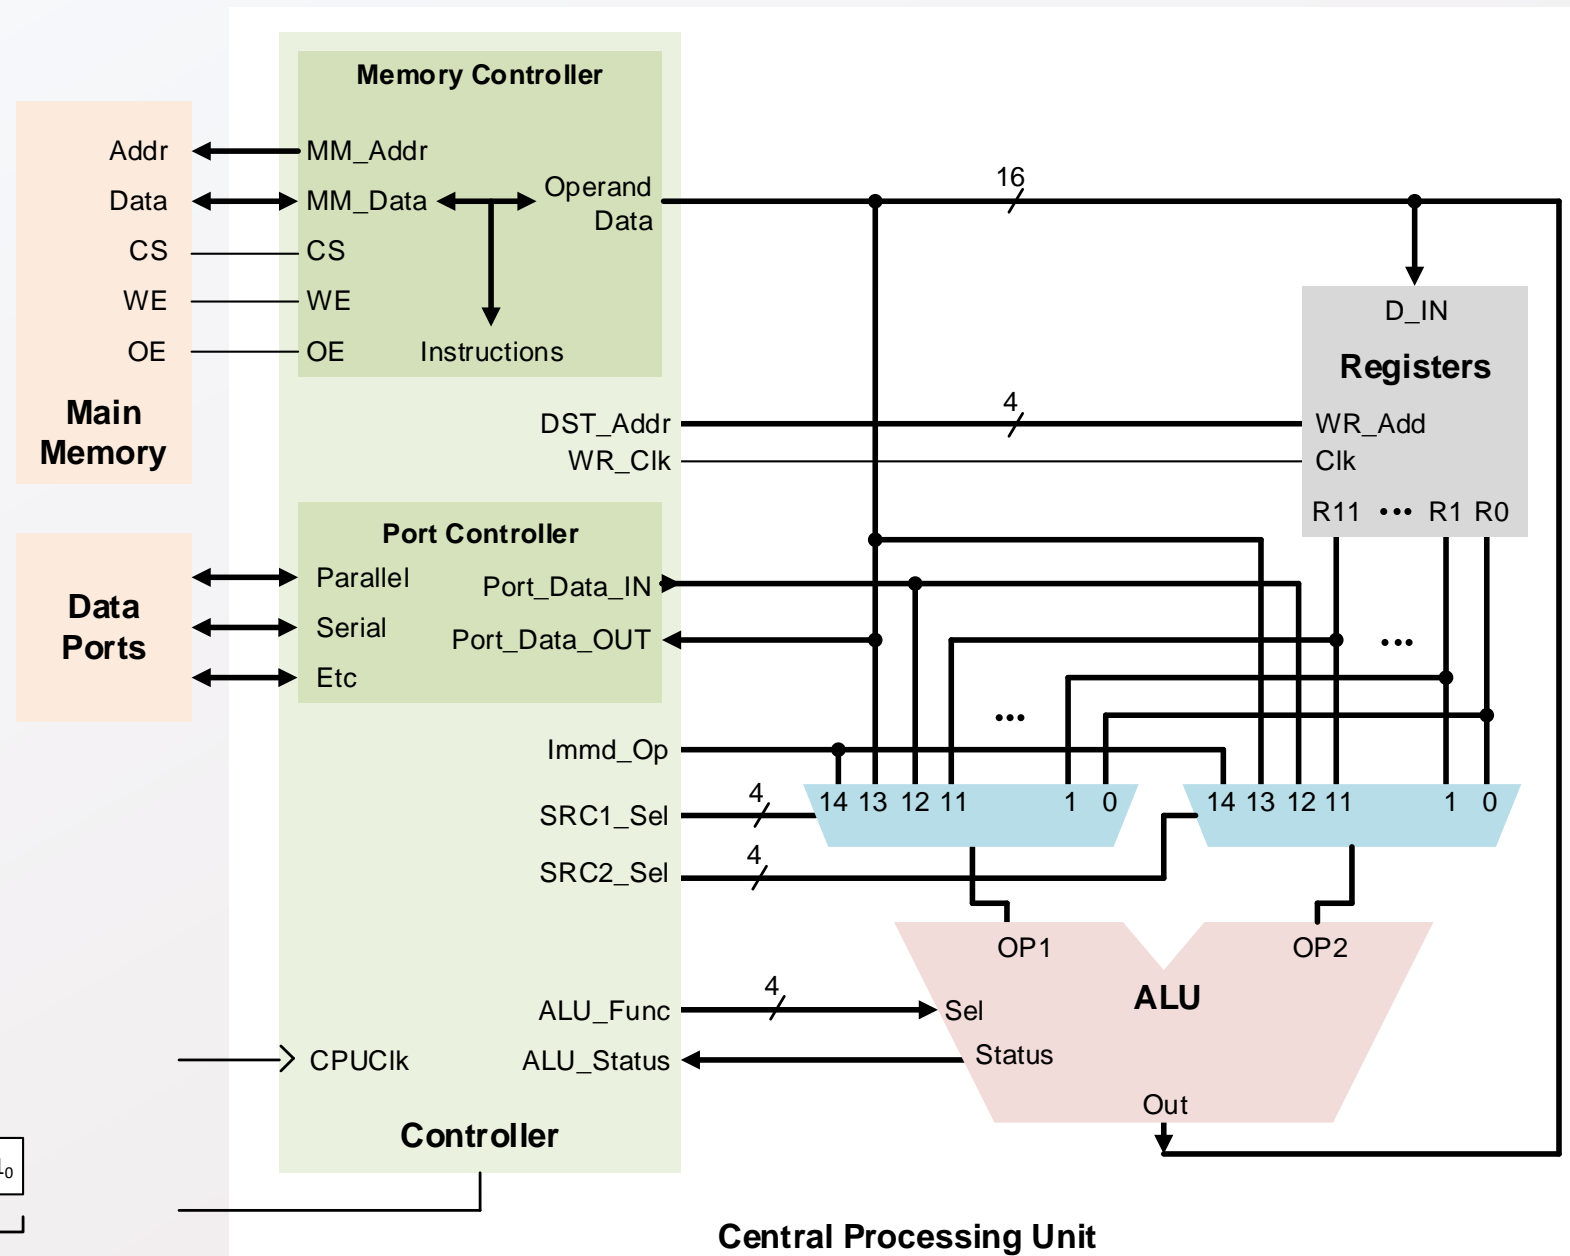 Memory Controller
Addr
MM_Addr
Data
MM_Data
Operand
Data
16
CS
CS
WE
WE
OE
OE
Instructions
Main
Memory
D_IN
Registers
DST_Addr
4
WR_Add
WR_Clk
Clk
R11 ••• R1 R0
Port Controller
Data
Ports
Parallel
Port_Data_IN
Serial
Port_Data_OUT
Etc
•••
•••
Immd_Op
SRC1_Sel
4
14 13 12 11 1 0
14 13 12 11 1 0
SRC2_Sel
4
OP1
OP2
ALU
ALU_Func
4
Sel
CPUClk
ALU_Status
Status
Out
Controller
Central Processing Unit